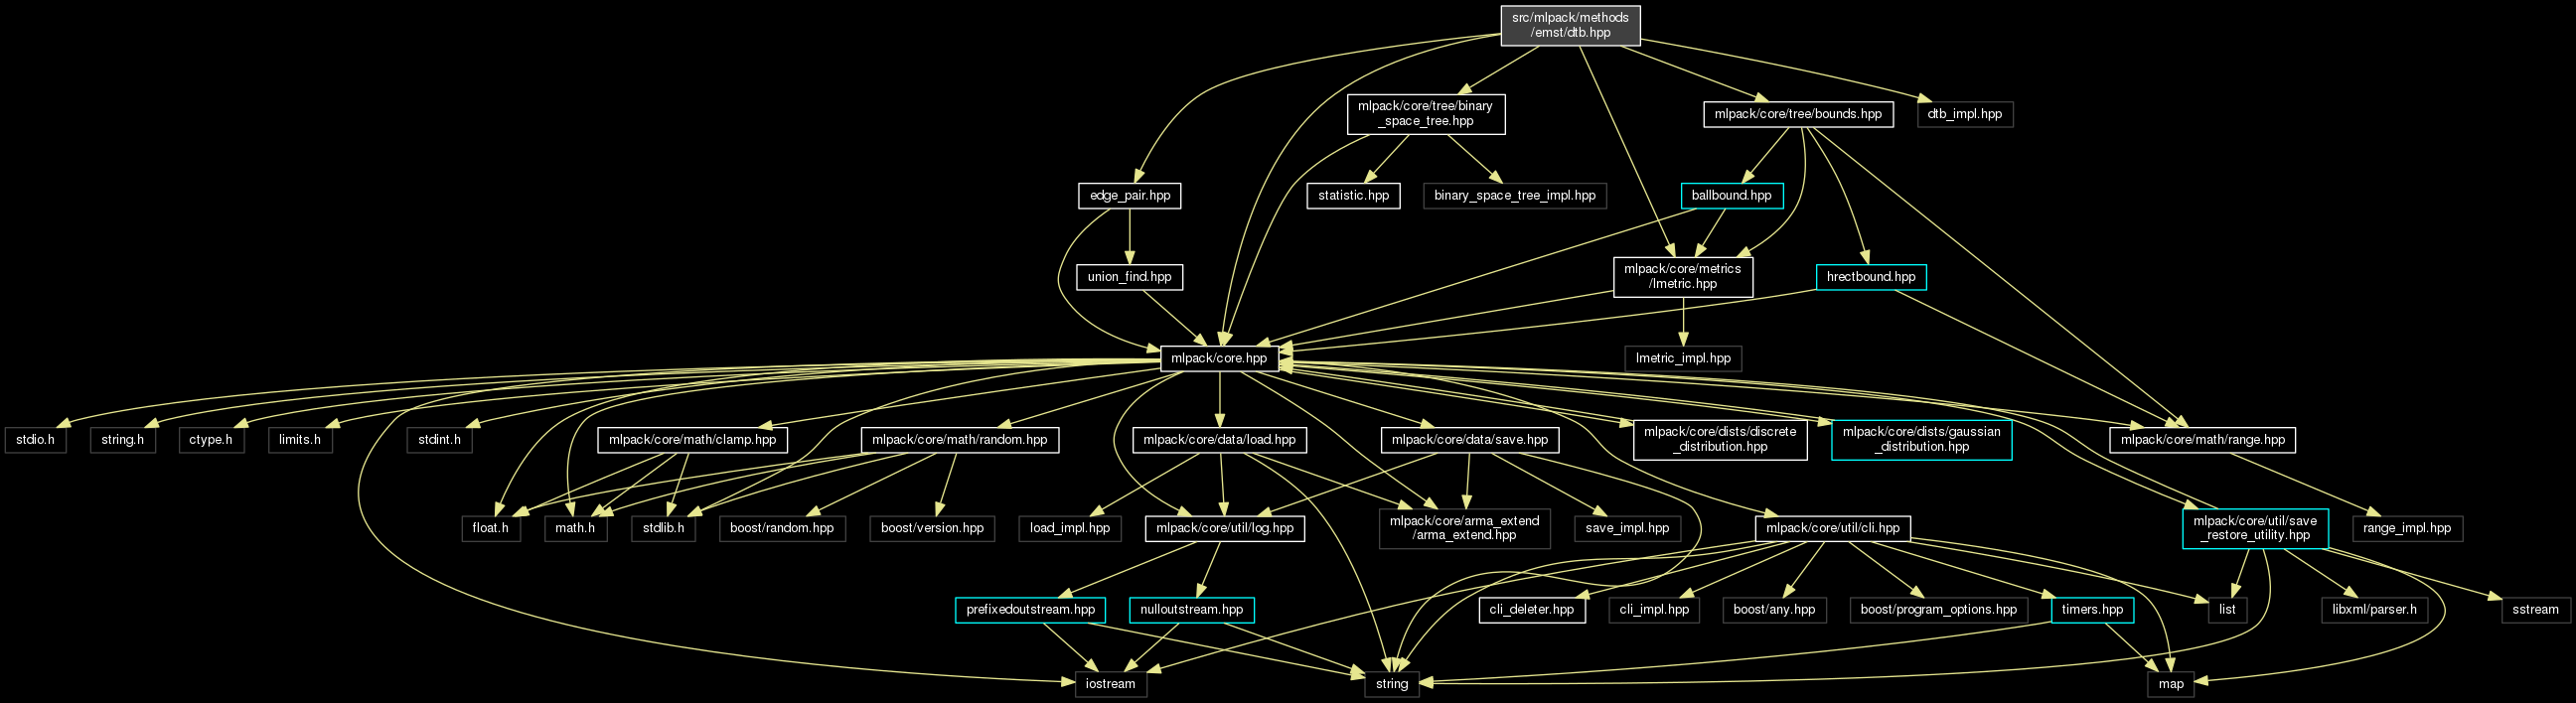 src/mlpack/methods
/emst/dtb.hpp
mlpack/core/tree/binary
_space_tree.hpp
mlpack/core/tree/bounds.hpp
dtb_impl.hpp
edge_pair.hpp
statistic.hpp
binary_space_tree_impl.hpp
ballbound.hpp
union_find.hpp
mlpack/core/metrics
/lmetric.hpp
hrectbound.hpp
mlpack/core.hpp
lmetric_impl.hpp
stdio.h
string.h
ctype.h
limits.h
stdint.h
mlpack/core/math/clamp.hpp
mlpack/core/math/random.hpp
mlpack/core/data/load.hpp
mlpack/core/data/save.hpp
mlpack/core/dists/discrete
_distribution.hpp
mlpack/core/dists/gaussian
_distribution.hpp
mlpack/core/math/range.hpp
float.h
math.h
stdlib.h
boost/random.hpp
boost/version.hpp
load_impl.hpp
mlpack/core/util/log.hpp
mlpack/core/arma_extend
/arma_extend.hpp
save_impl.hpp
mlpack/core/util/cli.hpp
mlpack/core/util/save
_restore_utility.hpp
range_impl.hpp
prefixedoutstream.hpp
nulloutstream.hpp
cli_deleter.hpp
cli_impl.hpp
boost/any.hpp
boost/program_options.hpp
timers.hpp
list
libxml/parser.h
sstream
iostream
string
map